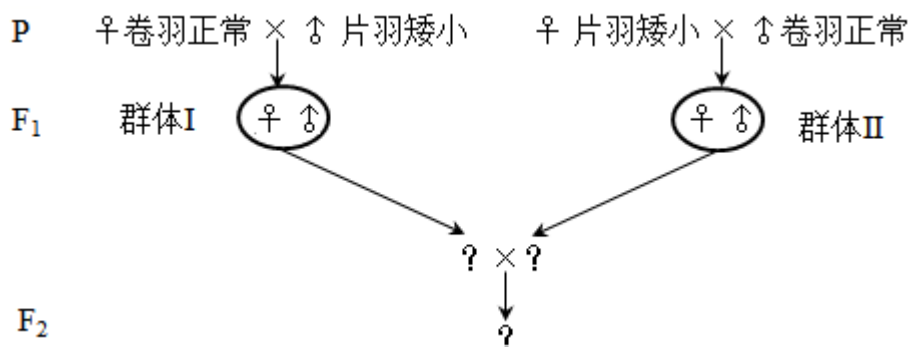 P ♀卷羽正常 × ♂片羽矮小 ♀片羽矮小 × ♂卷羽正常
F₁ 群体I ♀ ♂ ♀ ♂ 群体II
? × ?
F₂ ?